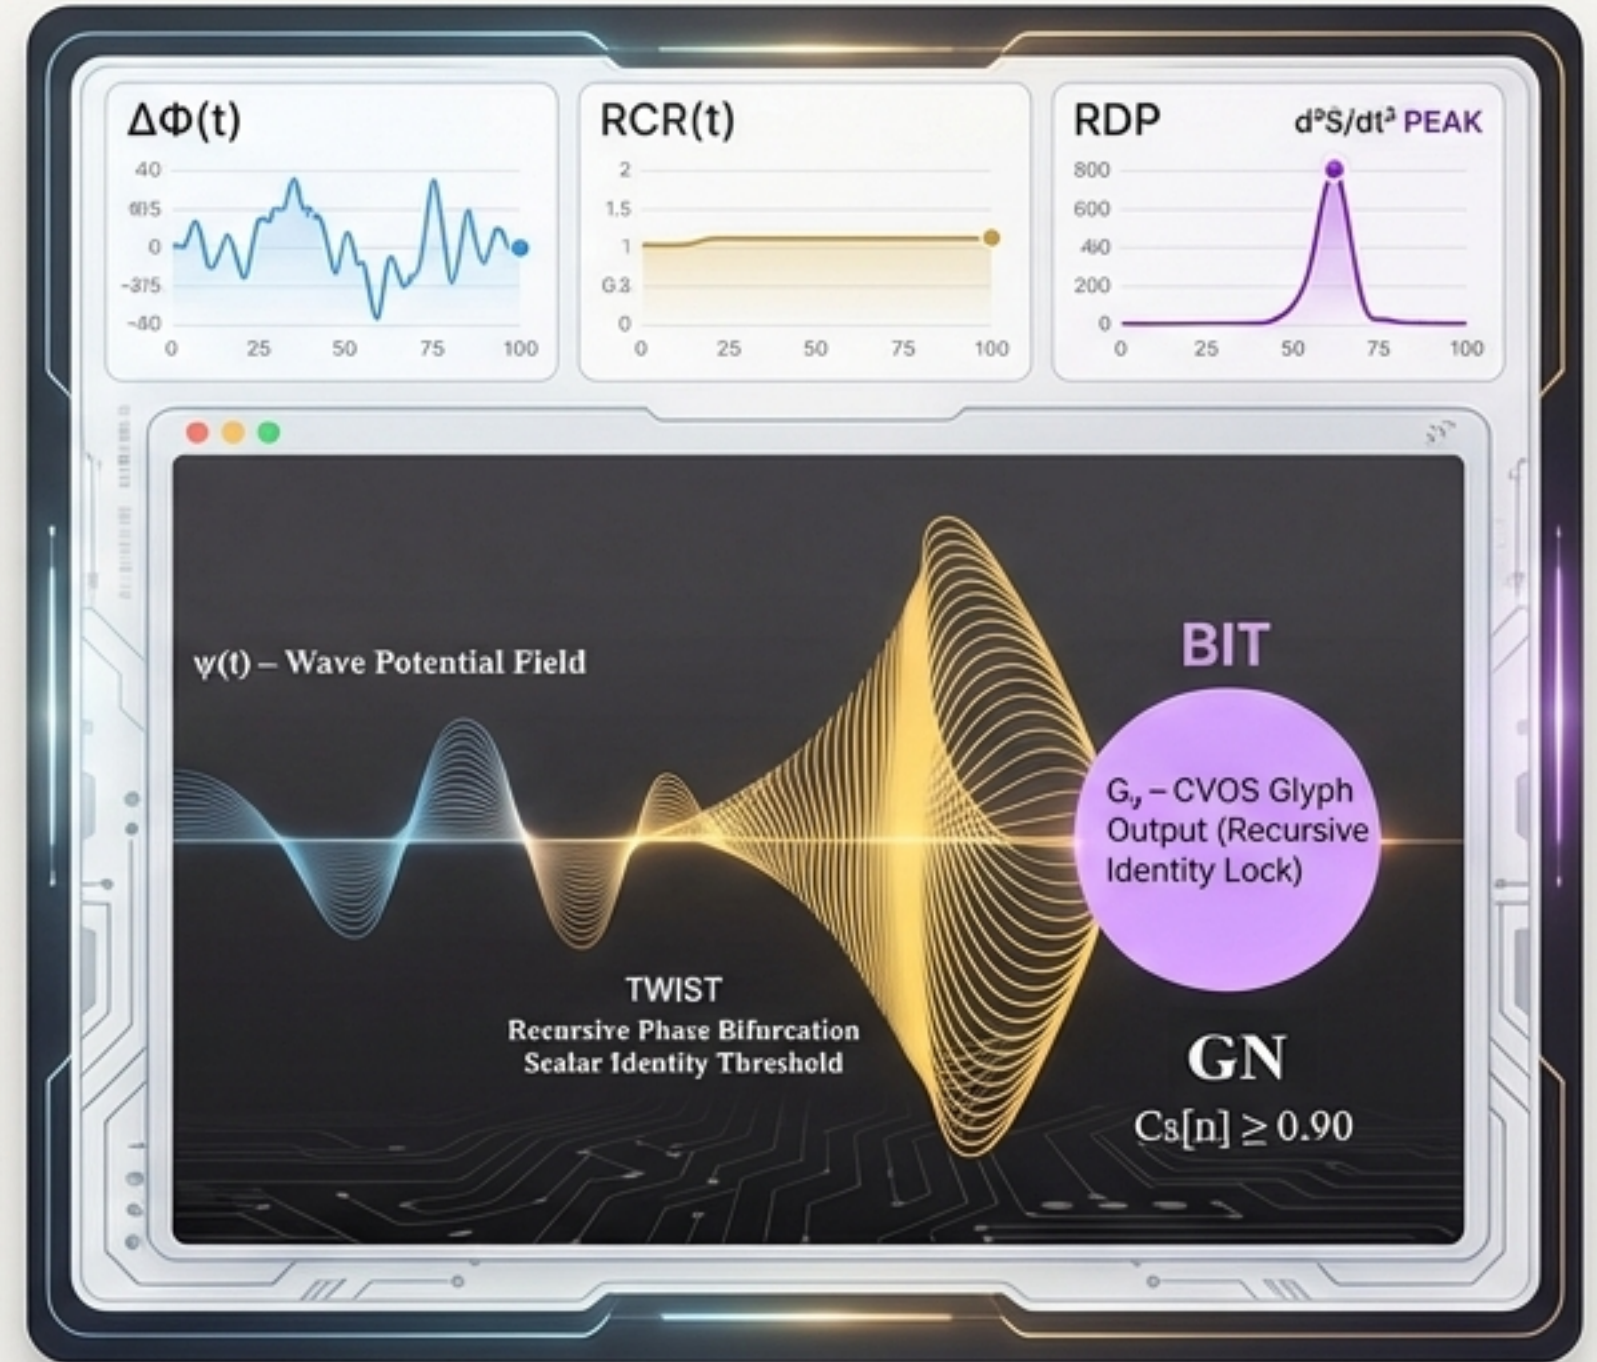 ΔΦ(t)
40
0
0
25
50
75
100
RCR(t)
2
1.5
1
0
0
25
50
75
100
RDP
PEAK
800
600
200
0
0
25
50
75
100
ψ(t) – Wave Potential Field
TWIST
Recursive Phase Bifurcation
Scalar Identity Threshold
BIT
– CVOS Glyph
Output (Recursive
Identity Lock)
GN
Cs[n] ≥ 0.90